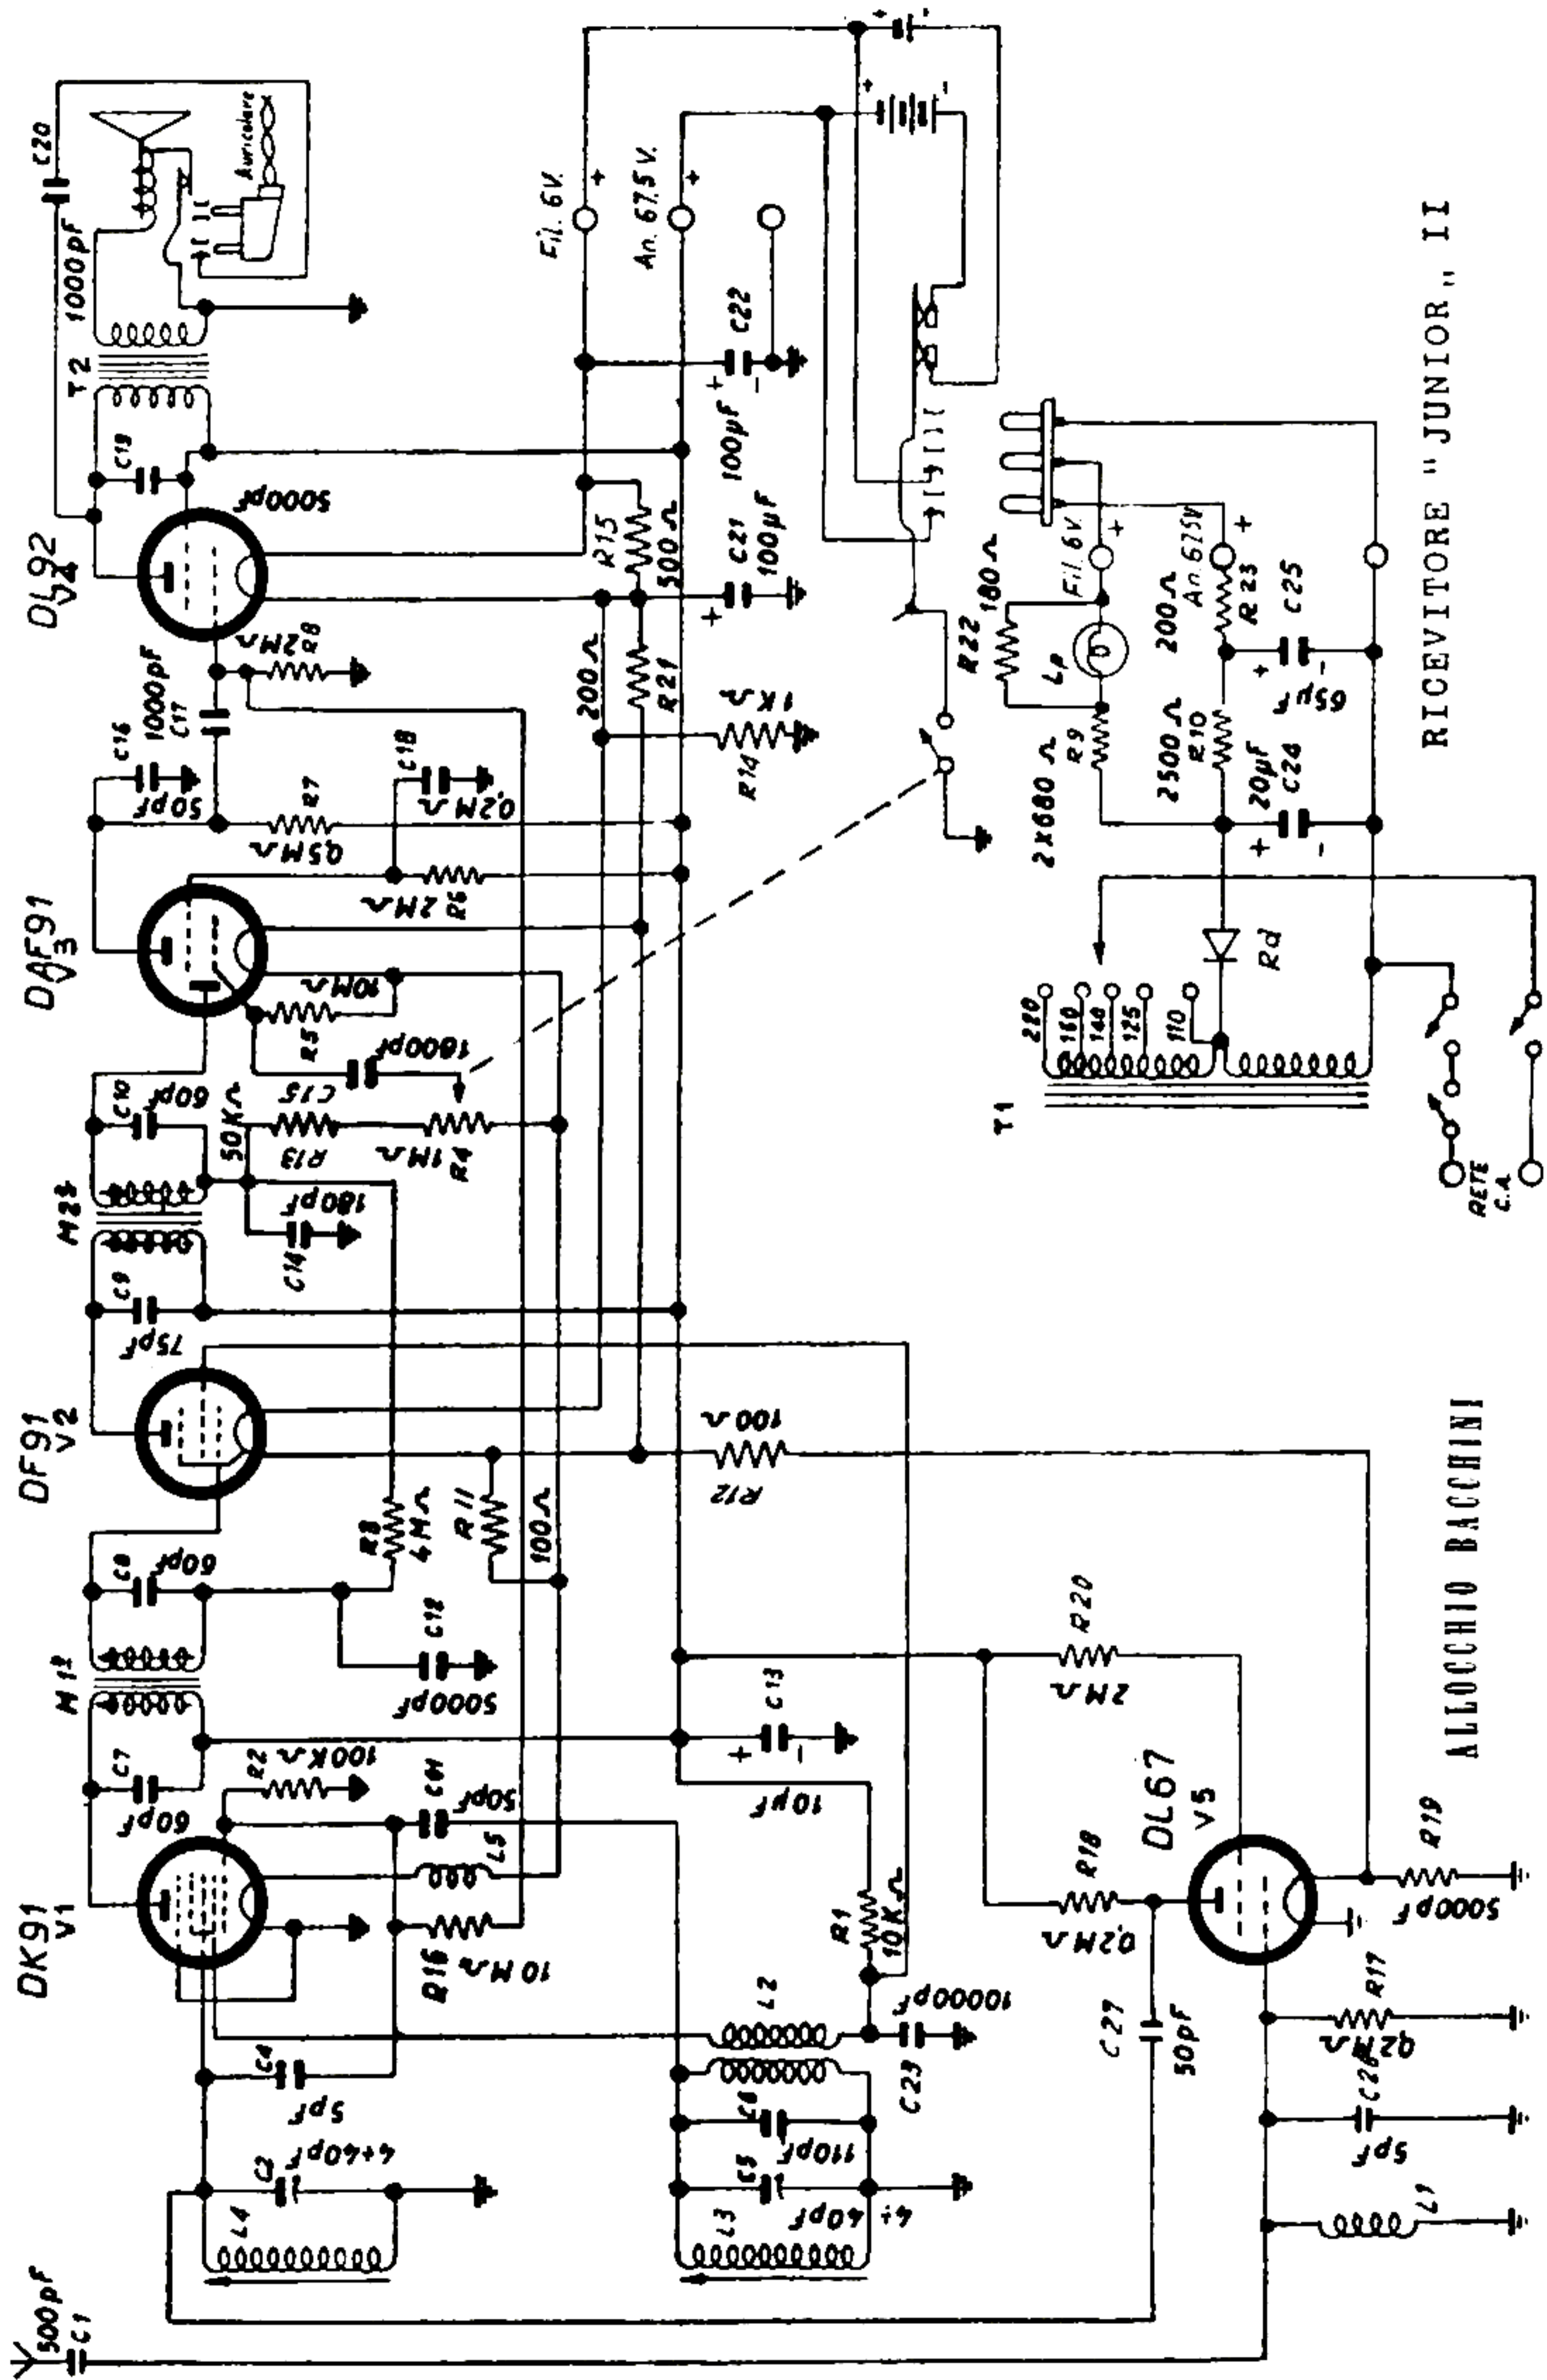 500pF
C1
L4
C2
4÷40pF
C4
5pF
DK91
V1
C7
60pF
M1ª
C8
60pF
DF91
V2
C9
75pF
C10
60pF
DAF91
V3
C16
50pF
1000pF
C17
DL92
V4
C19
5000pF
T2
1000pF
C20
Auricolare
R2
100KΩ
C11
50pF
L5
R16
10MΩ
C12
5000pF
R3
4MΩ
R11
100Ω
C14
180pF
50KΩ
R13
1MΩ
R4
C15
1800pF
R5
10MΩ
2MΩ
R6
0,5MΩ
R7
C18
0,2MΩ
R8
2MΩ
200Ω
R21
R15
500Ω
C21
100µF
100µF
C22
+
-
+
Fil. 6V.
+
An. 67.5 V.
+
+
-
+
-
L3
C5
4÷
40pF
C6
110pF
L2
C23
10000pF
R1
10KΩ
+
-
C13
10µF
R12
100Ω
R14
1KΩ
R22
180Ω
Lp
Fil. 6V.
+
R9
2x680Ω
2500Ω
R10
200Ω
R23
An. 67.5V
+
20µF
C24
+
-
65µF
C25
+
-
Rd
T1
220
160
140
125
110
RETE
C.A.
C27
50pF
R18
0,2MΩ
R20
2MΩ
DL67
V5
R19
5000pF
R17
0,2MΩ
5pF
L1
ALLOCCHIO BACCHINI
RICEVITORE "JUNIOR„ II